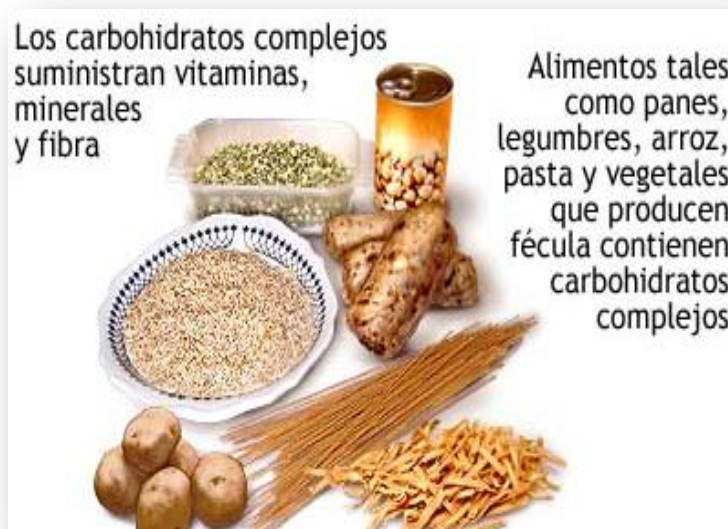 Los carbohidratos complejos
suministran vitaminas,
minerales
y fibra
Alimentos tales
como panes,
legumbres, arroz,
pasta y vegetales
que producen
fécula contienen
carbohidratos
complejos